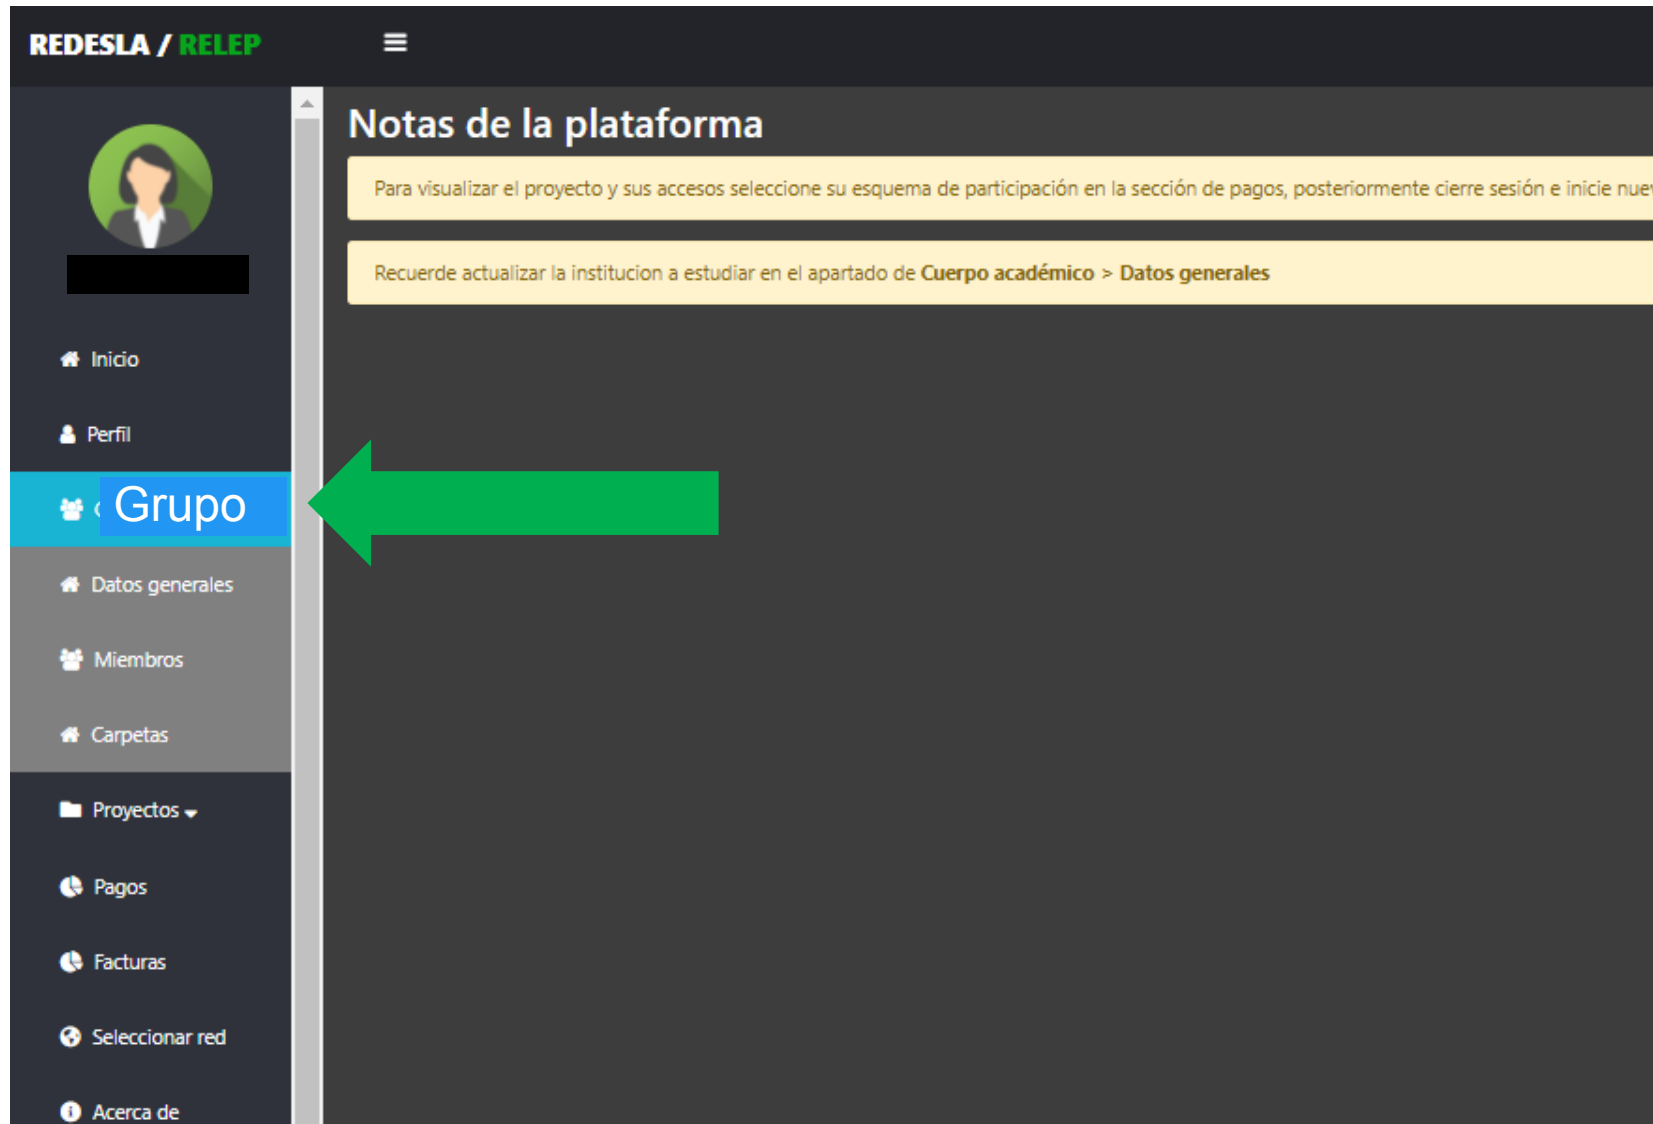 REDESLA / RELEP
Notas de la plataforma
Para visualizar el proyecto y sus accesos seleccione su esquema de participación en la sección de pagos, posteriormente cierre sesión e inicie
Recuerde actualizar la institucion a estudiar en el apartado de Cuerpo académico > Datos generales
Inicio
Perfil
Grupo
Datos generales
Miembros
Carpetas
Proyectos
Pagos
Facturas
Seleccionar red
Acerca de